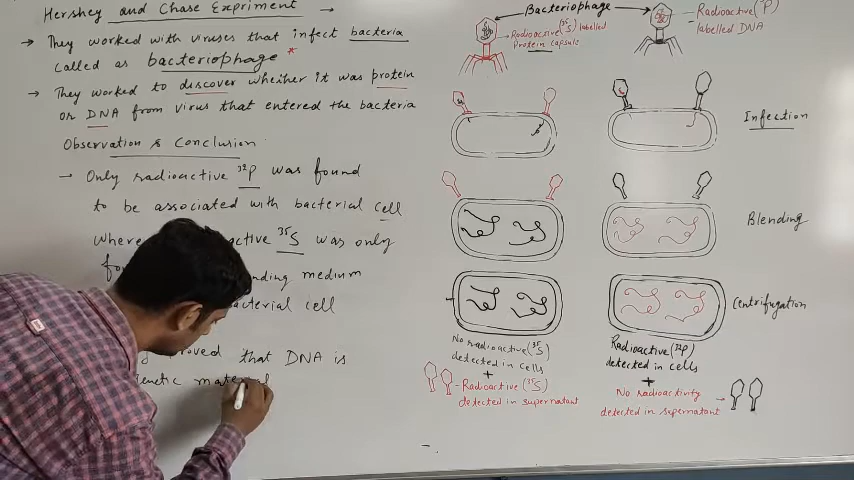 Hershey and Chase Expriment →
→ They worked with viruses that infect bacteria
called as bacteriophage *
→ They worked to discover whether it was protein
or DNA from virus that entered the bacteria
Observation & Conclusion
→ Only radioactive ³²P was found
to be associated with bacterial cell
where ³⁵S was only
medium
bacterial cell
proved that DNA is
genetic material
Bacteriophage
Radioactive (³⁵S) labelled
Protein capsule
Radioactive (³²P)
labelled DNA
Infection
Blending
Centrifugation
No radioactive (³⁵S)
detected in cells
+
- Radioactive (³⁵S)
detected in supernatant
Radioactive (³²P)
detected in cells
+
No radioactivity →
detected in supernatant